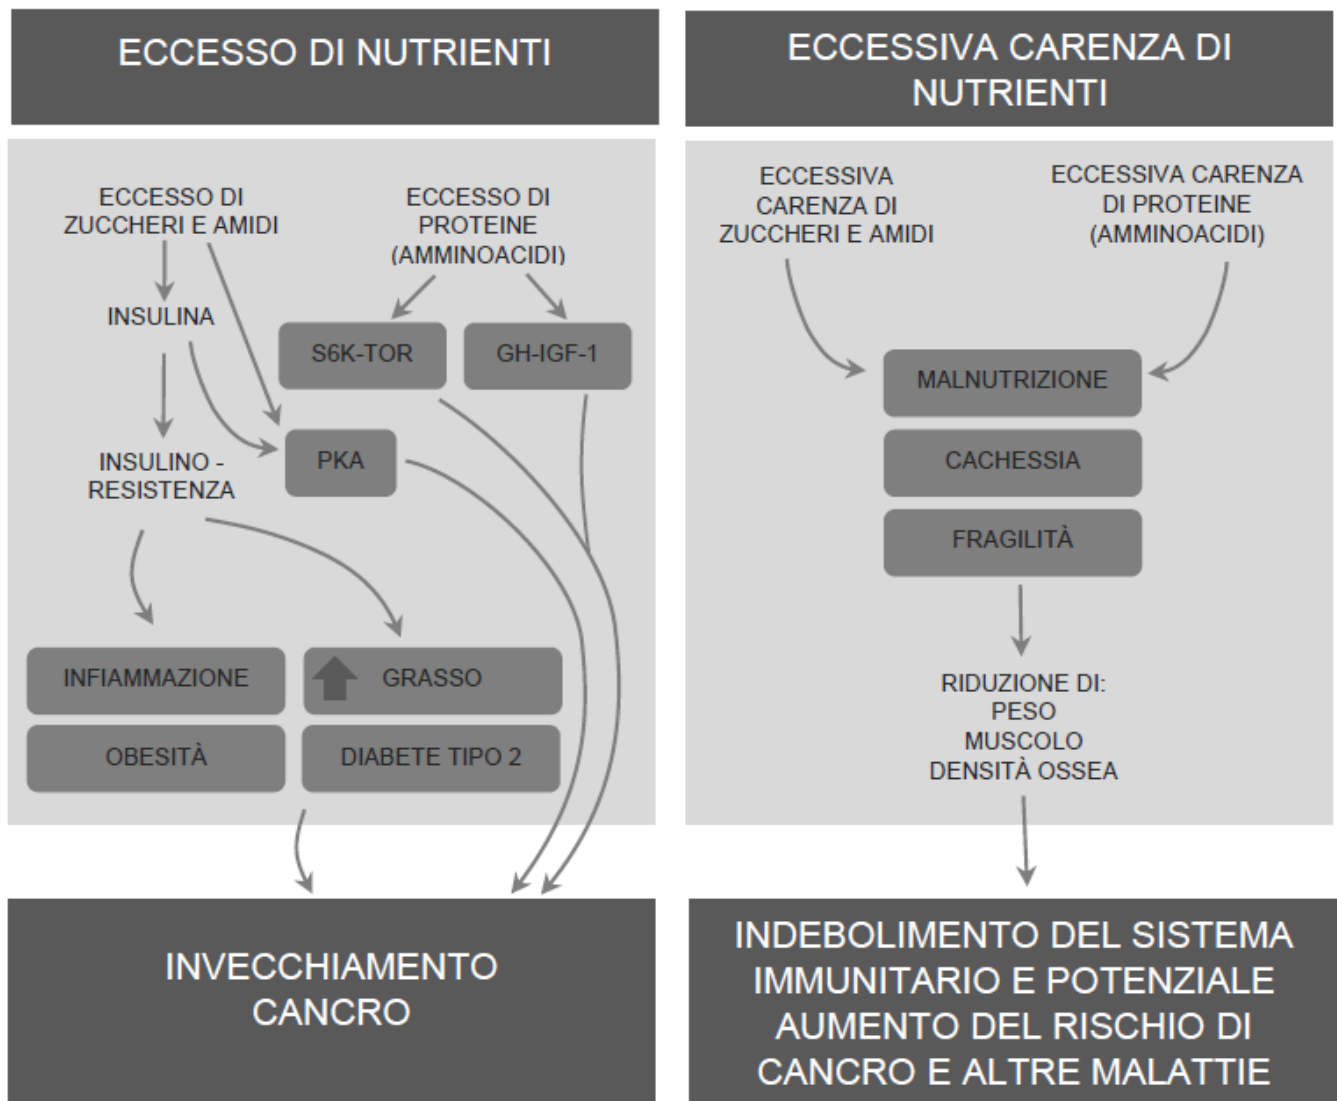 ECCESSO DI NUTRIENTI
ECCESSO DI
ZUCCHERI E AMIDI
ECCESSO DI
PROTEINE
(AMMINOACIDI)
INSULINA
S6K-TOR
GH-IGF-1
INSULINO -
RESISTENZA
PKA
INFIAMMAZIONE
GRASSO
OBESITÀ
DIABETE TIPO 2
INVECCHIAMENTO
CANCRO
ECCESSIVA CARENZA DI
NUTRIENTI
ECCESSIVA
CARENZA DI
ZUCCHERI E AMIDI
ECCESSIVA CARENZA
DI PROTEINE
(AMMINOACIDI)
MALNUTRIZIONE
CACHESSIA
FRAGILITÀ
RIDUZIONE DI:
PESO
MUSCOLO
DENSITÀ OSSEA
INDEBOLIMENTO DEL SISTEMA
IMMUNITARIO E POTENZIALE
AUMENTO DEL RISCHIO DI
CANCRO E ALTRE MALATTIE